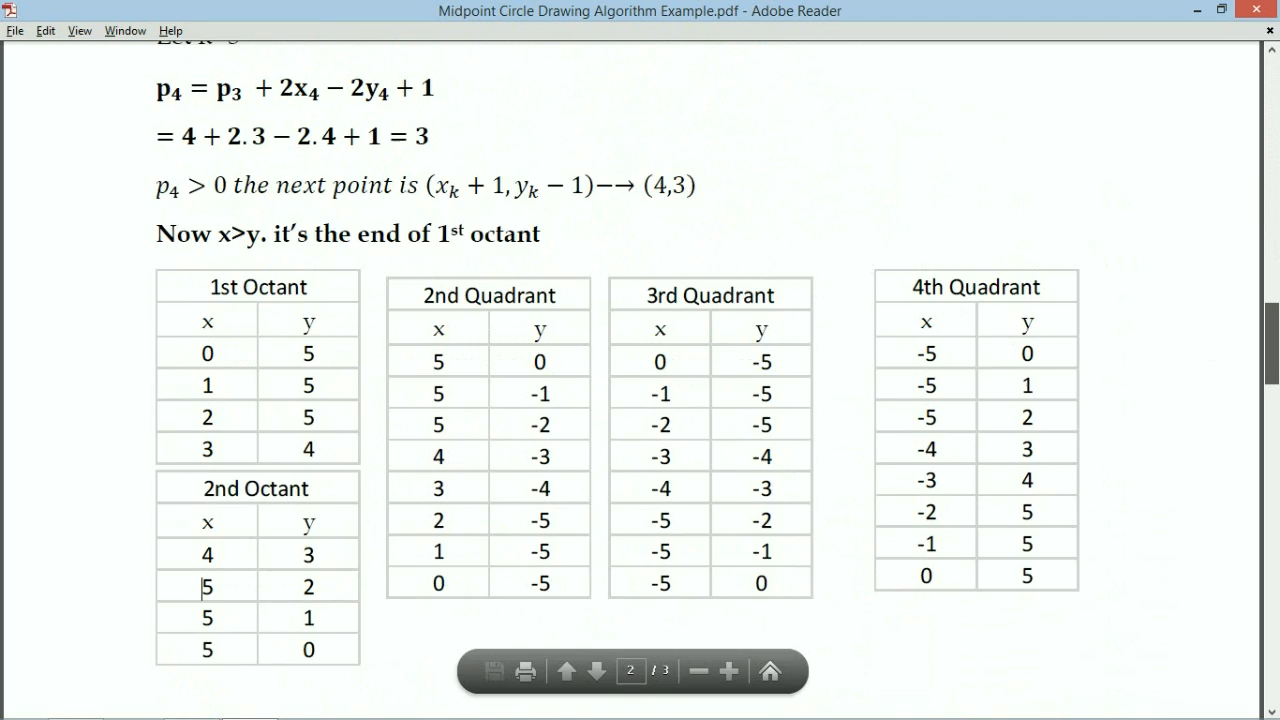 Midpoint Circle Drawing Algorithm Example.pdf - Adobe Reader
File Edit View Window Help
p₄ = p₃ + 2x₄ − 2y₄ + 1
= 4 + 2.3 − 2.4 + 1 = 3
p₄ > 0 the next point is (xₖ + 1, yₖ − 1)−→ (4,3)
Now x>y. it's the end of 1st octant
1st Octant
x y
0 5
1 5
2 5
3 4
2nd Octant
x y
4 3
5 2
5 1
5 0
2nd Quadrant
x y
5 0
5 -1
5 -2
4 -3
3 -4
2 -5
1 -5
0 -5
3rd Quadrant
x y
0 -5
-1 -5
-2 -5
-3 -4
-4 -3
-5 -2
-5 -1
-5 0
4th Quadrant
x y
-5 0
-5 1
-5 2
-4 3
-3 4
-2 5
-1 5
0 5
2 / 3